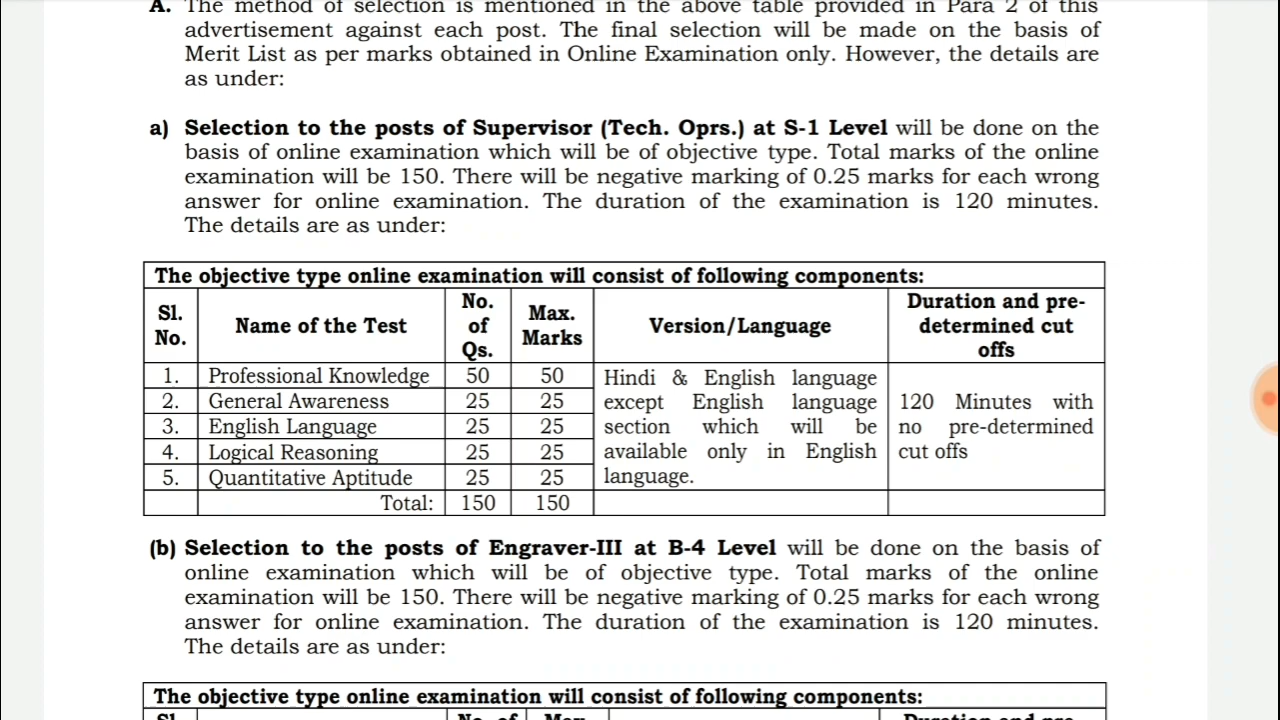 A. The method of selection is mentioned in the above table provided in Para 2 of this
advertisement against each post. The final selection will be made on the basis of
Merit List as per marks obtained in Online Examination only. However, the details are
as under:
a) Selection to the posts of Supervisor (Tech. Oprs.) at S-1 Level will be done on the
basis of online examination which will be of objective type. Total marks of the online
examination will be 150. There will be negative marking of 0.25 marks for each wrong
answer for online examination. The duration of the examination is 120 minutes.
The details are as under:
The objective type online examination will consist of following components:
Sl. No. Name of the Test No. of Qs. Max. Marks Version/Language Duration and pre-determined cut offs
1. Professional Knowledge 50 50
2. General Awareness 25 25
3. English Language 25 25
4. Logical Reasoning 25 25
5. Quantitative Aptitude 25 25
Hindi & English language
except English language
section which will be
available only in English
language.
120 Minutes with
no pre-determined
cut offs
Total: 150 150
(b) Selection to the posts of Engraver-III at B-4 Level will be done on the basis of
online examination which will be of objective type. Total marks of the online
examination will be 150. There will be negative marking of 0.25 marks for each wrong
answer for online examination. The duration of the examination is 120 minutes.
The details are as under:
The objective type online examination will consist of following components:
Sl. No. of Max. Duration and pre-